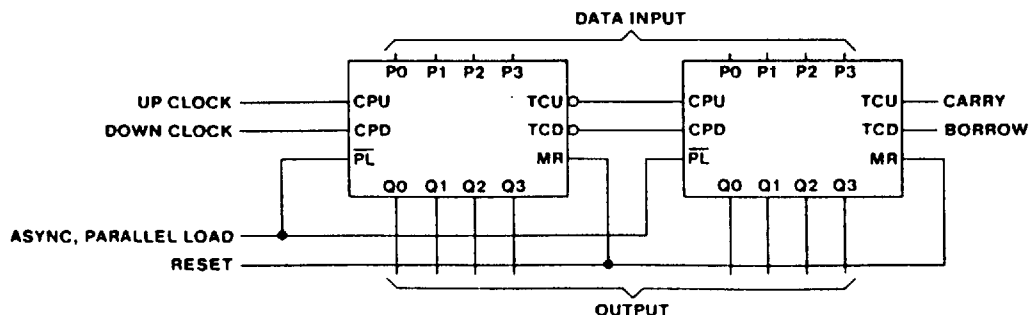 DATA INPUT
P0 P1 P2 P3 P0 P1 P2 P3
UP CLOCK CPU TCU CPU TCU CARRY
DOWN CLOCK CPD TCD CPD TCD BORROW
PL MR PL MR
Q0 Q1 Q2 Q3 Q0 Q1 Q2 Q3
ASYNC, PARALLEL LOAD
RESET
OUTPUT